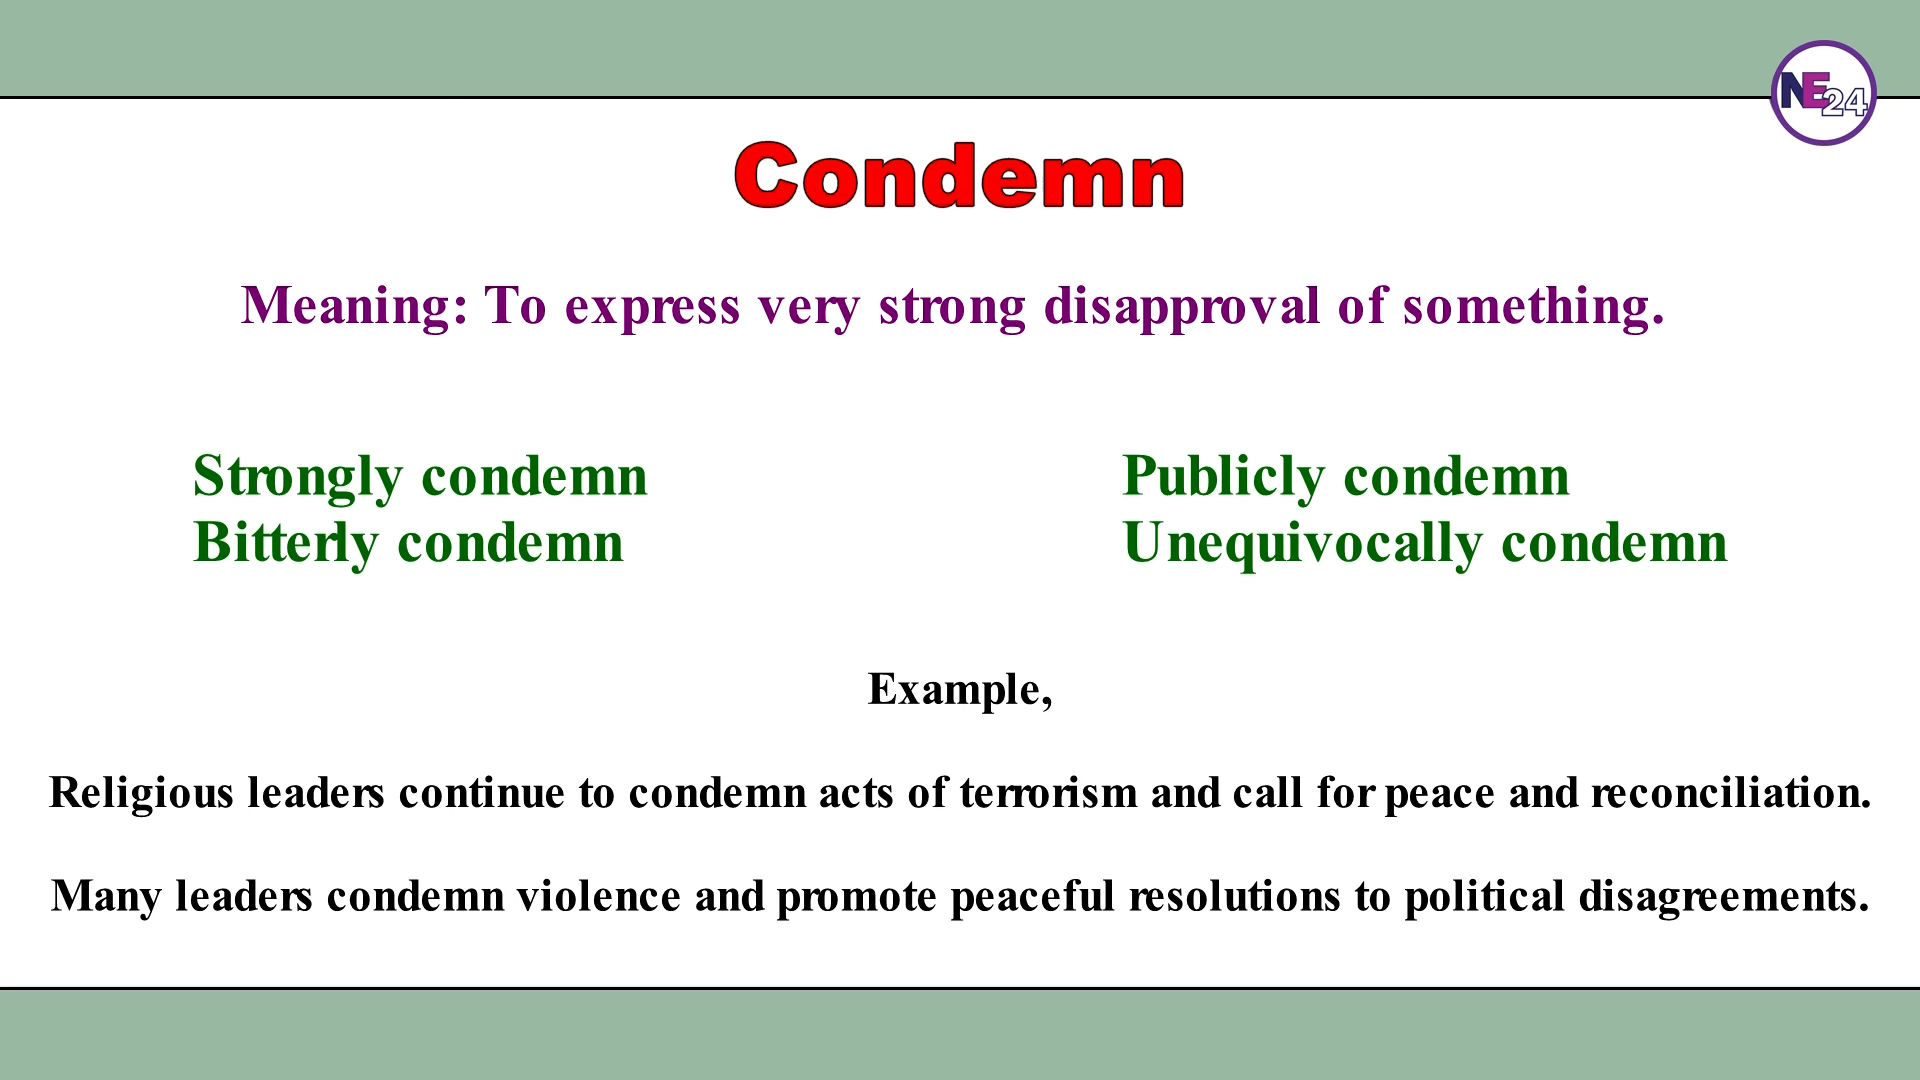 NE24
Condemn
Meaning: To express very strong disapproval of something.
Strongly condemn
Bitterly condemn
Publicly condemn
Unequivocally condemn
Example,
Religious leaders continue to condemn acts of terrorism and call for peace and reconciliation.
Many leaders condemn violence and promote peaceful resolutions to political disagreements.